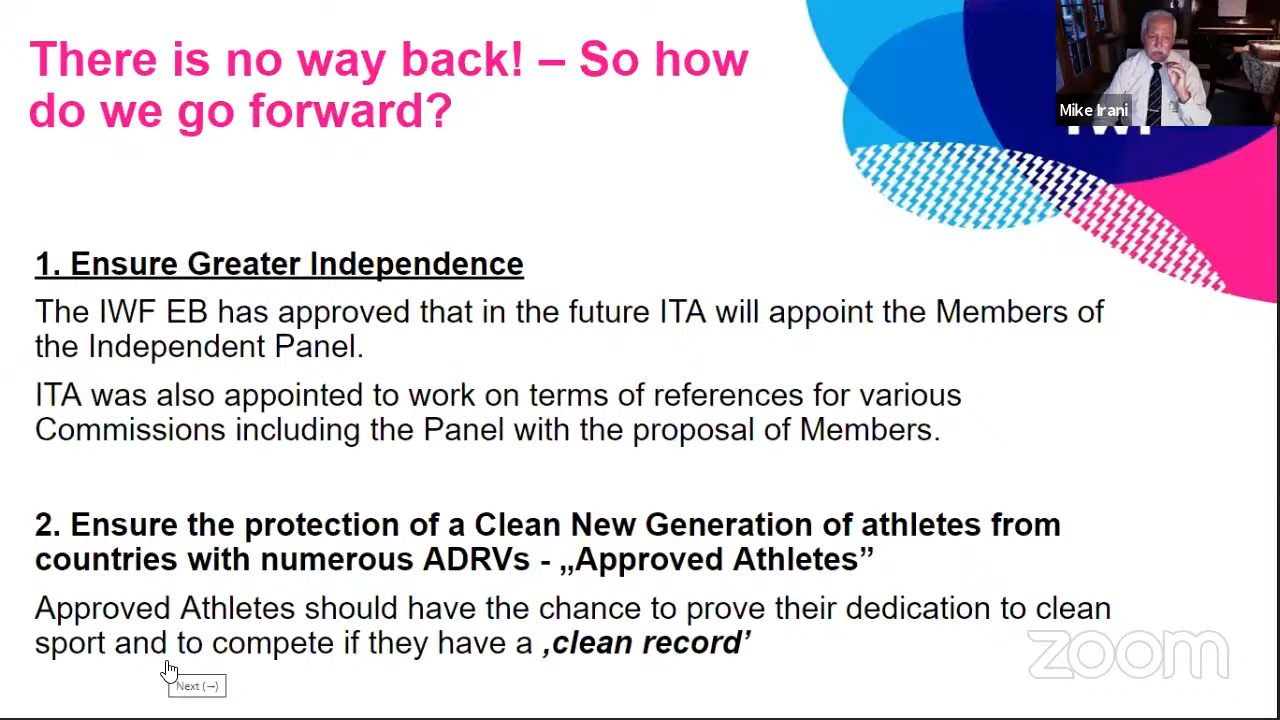 There is no way back! – So how
do we go forward?
Mike Irani
1. Ensure Greater Independence
The IWF EB has approved that in the future ITA will appoint the Members of
the Independent Panel.
ITA was also appointed to work on terms of references for various
Commissions including the Panel with the proposal of Members.
2. Ensure the protection of a Clean New Generation of athletes from
countries with numerous ADRVs - „Approved Athletes”
Approved Athletes should have the chance to prove their dedication to clean
sport and to compete if they have a ‚clean record’
Next (→)
zoom